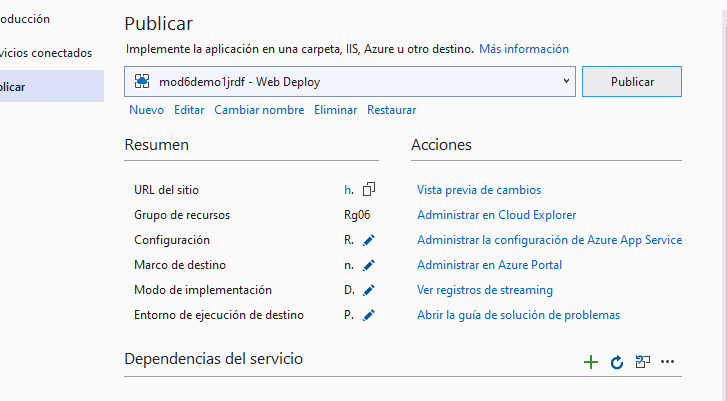 Publicar
Implemente la aplicación en una carpeta, IIS, Azure u otro destino. Más información
vicios conectados
mod6demo1jrdf - Web Deploy
Publicar
Nuevo Editar Cambiar nombre Eliminar Restaurar
Resumen
Acciones
URL del sitio h.
Vista previa de cambios
Grupo de recursos Rg06
Administrar en Cloud Explorer
Configuración R.
Administrar la configuración de Azure App Service
Marco de destino n.
Administrar en Azure Portal
Modo de implementación D.
Ver registros de streaming
Entorno de ejecución de destino P.
Abrir la guía de solución de problemas
Dependencias del servicio